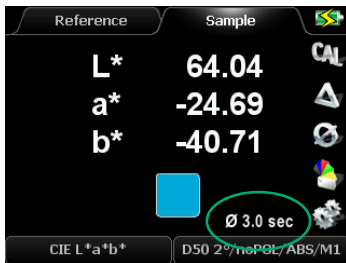 Reference Sample
L* 64.04
CAL
a* -24.69
b* -40.71
Ø 3.0 sec
CIE L*a*b* D50 2°/noPOL/ABS/M1